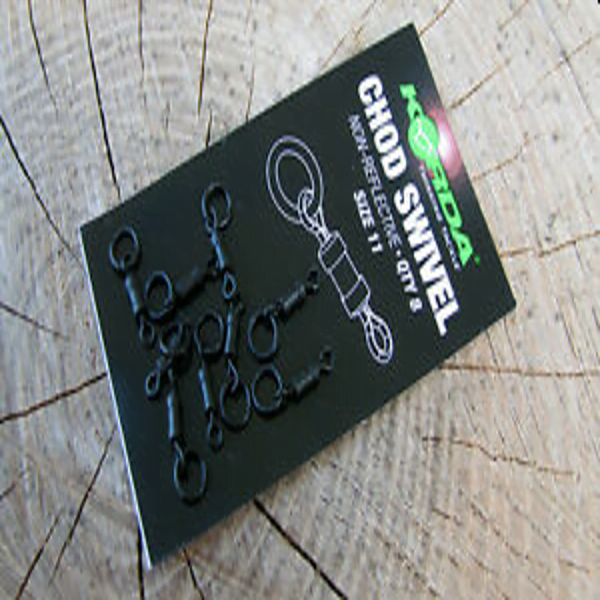 KORDA
CHOD SWIVEL
NON-REFLECTIVE • QTY 8
SIZE 11